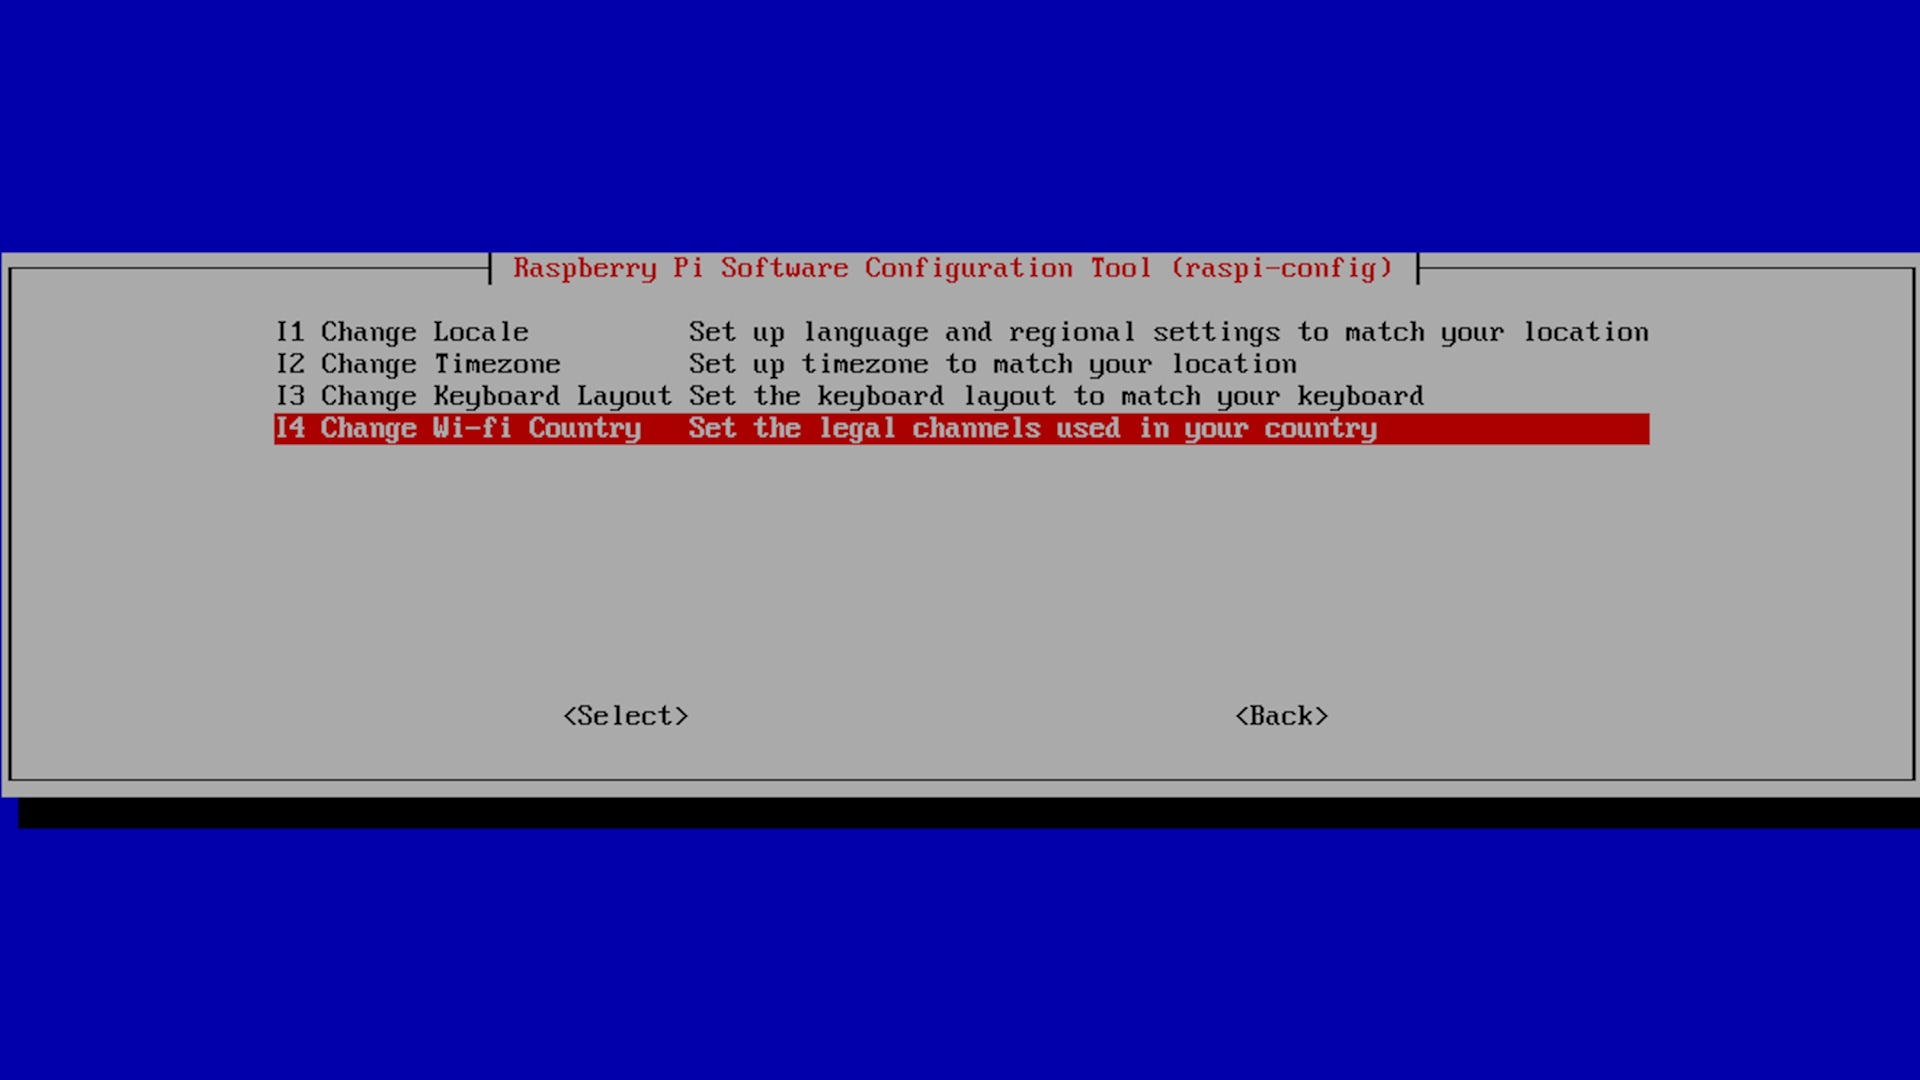 Raspberry Pi Software Configuration Tool (raspi-config)
I1 Change Locale Set up language and regional settings to match your location
I2 Change Timezone Set up timezone to match your location
I3 Change Keyboard Layout Set the keyboard layout to match your keyboard
I4 Change Wi-fi Country Set the legal channels used in your country
<Select> <Back>